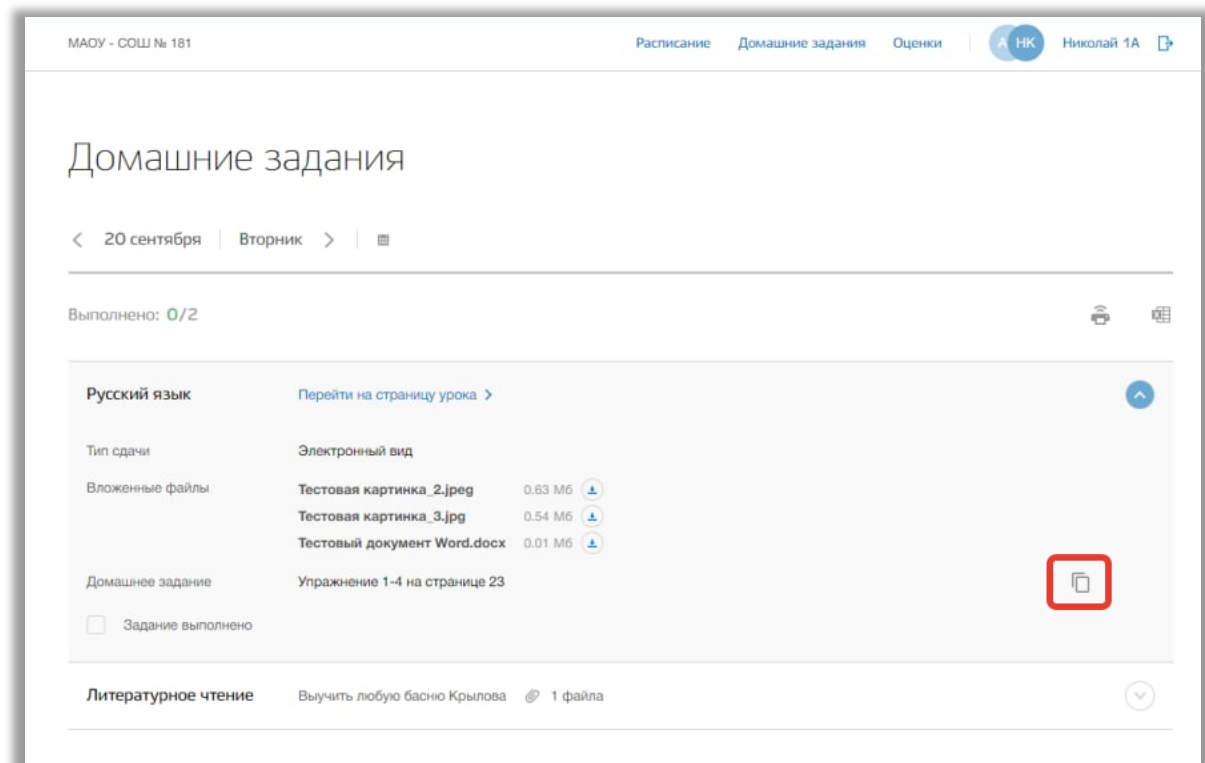 МАОУ - СОШ № 181 Расписание Домашние задания Оценки А НК Николай 1А
Домашние задания
20 сентября Вторник
Выполнено: 0/2
Русский язык Перейти на страницу урока
Тип сдачи Электронный вид
Вложенные файлы Тестовая картинка_2.jpeg 0.63 Мб
Тестовая картинка_3.jpg 0.54 Мб
Тестовый документ Word.docx 0.01 Мб
Домашнее задание Упражнение 1-4 на странице 23
Задание выполнено
Литературное чтение Выучить любую басню Крылова 1 файла